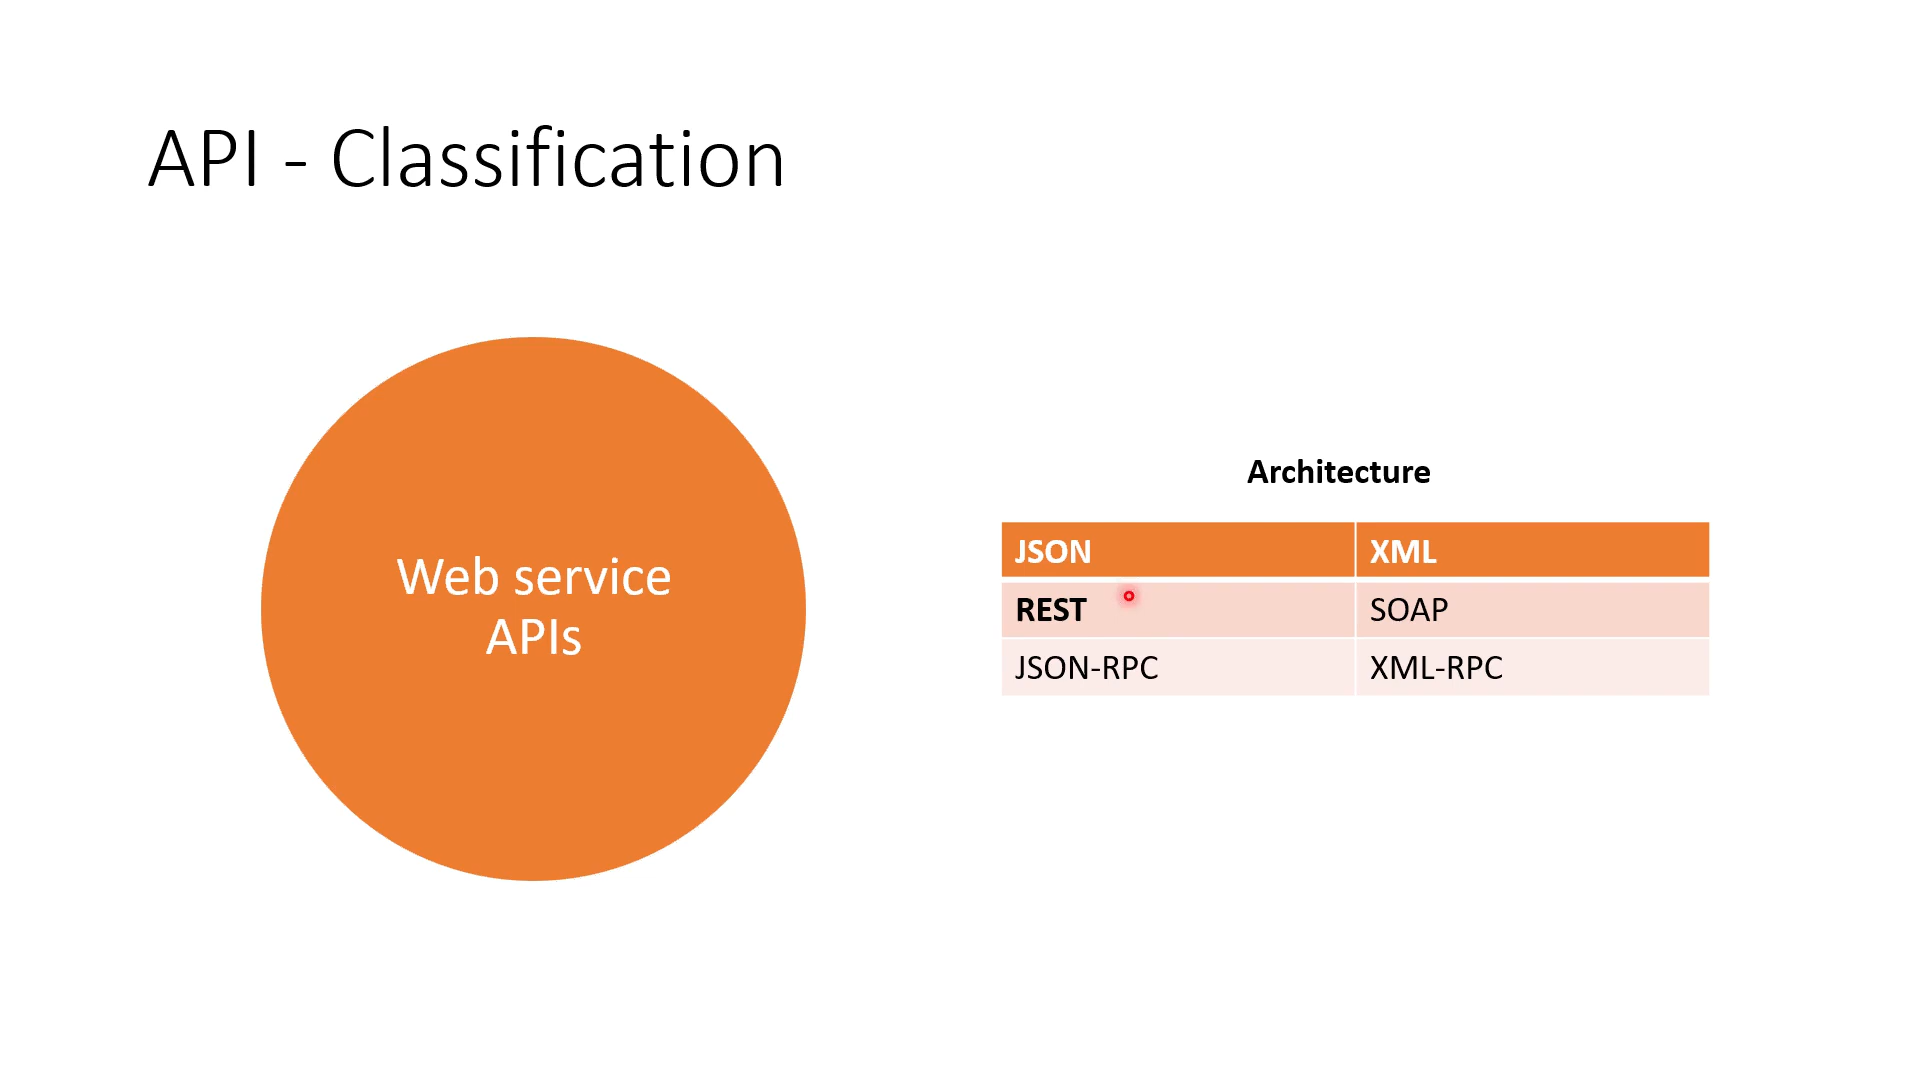 API - Classification
Web service
APIs
Architecture
JSON XML
REST SOAP
JSON-RPC XML-RPC